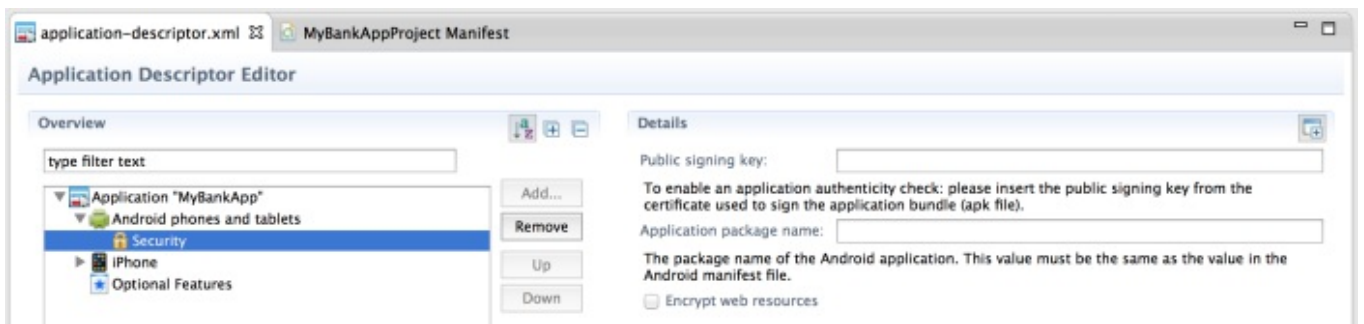 application-descriptor.xml MyBankAppProject Manifest
Application Descriptor Editor
Overview
type filter text
Application "MyBankApp"
Android phones and tablets
Security
iPhone
Optional Features
Add...
Remove
Up
Down
Details
Public signing key:
To enable an application authenticity check: please insert the public signing key from the
certificate used to sign the application bundle (apk file).
Application package name:
The package name of the Android application. This value must be the same as the value in the
Android manifest file.
Encrypt web resources